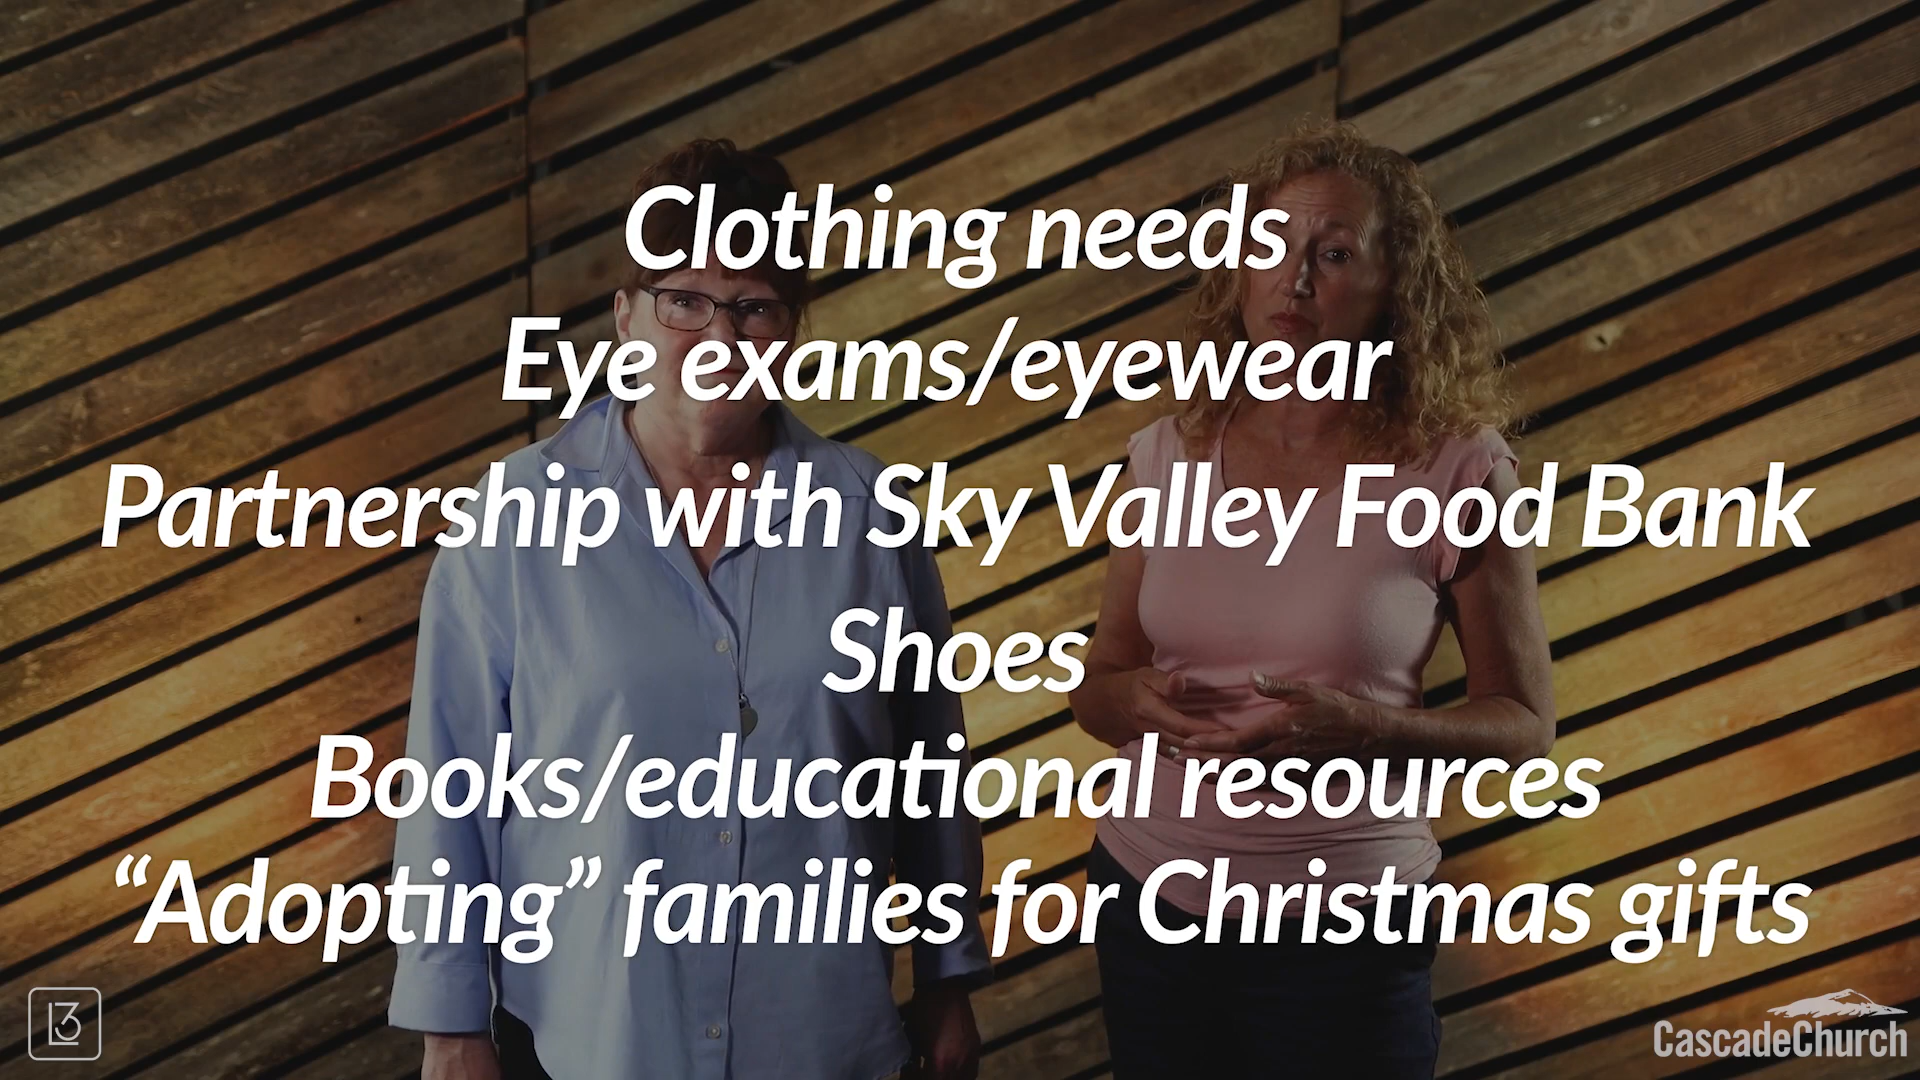 Clothing needs
Eye exams/eyewear
Partnership with Sky Valley Food Bank
Shoes
Books/educational resources
“Adopting” families for Christmas gifts
L3
CascadeChurch